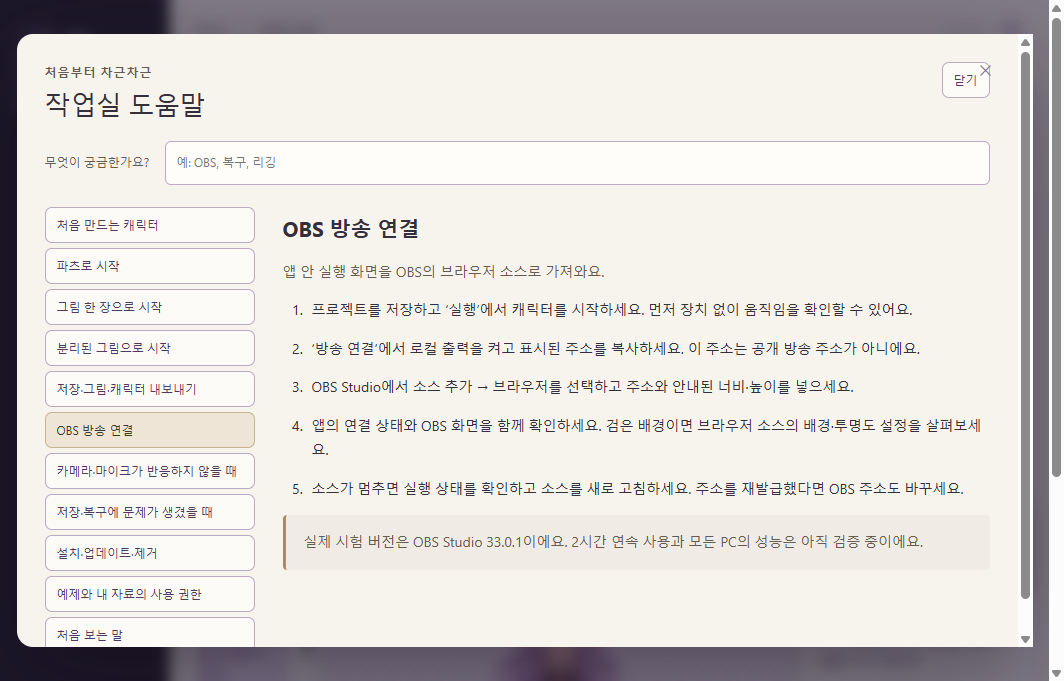 처음부터 차근차근
작업실 도움말
닫기
무엇이 궁금한가요?
예: OBS, 복구, 리깅
처음 만드는 캐릭터
파츠로 시작
그림 한 장으로 시작
분리된 그림으로 시작
저장·그림·캐릭터 내보내기
OBS 방송 연결
카메라·마이크가 반응하지 않을 때
저장·복구에 문제가 생겼을 때
설치·업데이트·제거
예제와 내 자료의 사용 권한
처음 보는 말
OBS 방송 연결
앱 안 실행 화면을 OBS의 브라우저 소스로 가져와요.
1. 프로젝트를 저장하고 ‘실행’에서 캐릭터를 시작하세요. 먼저 장치 없이 움직임을 확인할 수 있어요.
2. ‘방송 연결’에서 로컬 출력을 켜고 표시된 주소를 복사하세요. 이 주소는 공개 방송 주소가 아니에요.
3. OBS Studio에서 소스 추가 → 브라우저를 선택하고 주소와 안내된 너비·높이를 넣으세요.
4. 앱의 연결 상태와 OBS 화면을 함께 확인하세요. 검은 배경이면 브라우저 소스의 배경·투명도 설정을 살펴보세
요.
5. 소스가 멈추면 실행 상태를 확인하고 소스를 새로 고침하세요. 주소를 재발급했다면 OBS 주소도 바꾸세요.
실제 시험 버전은 OBS Studio 33.0.1이에요. 2시간 연속 사용과 모든 PC의 성능은 아직 검증 중이에요.